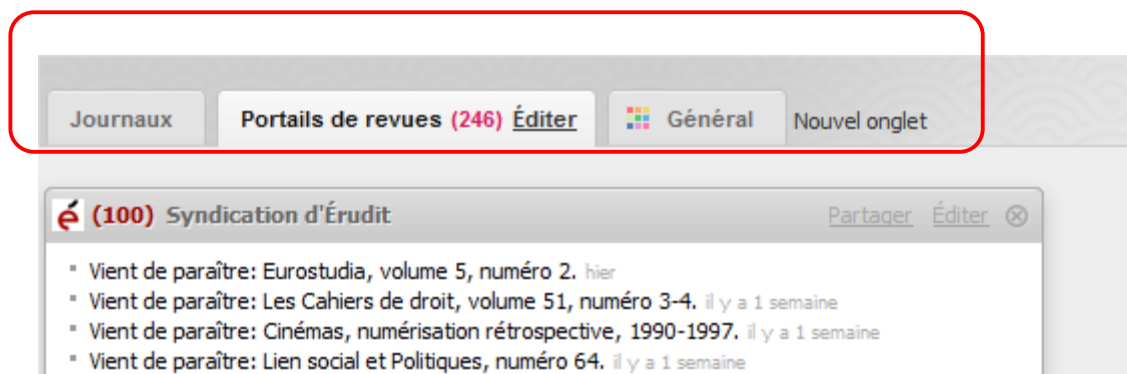 Journaux Portails de revues (246) Éditer Général Nouvel onglet
é (100) Syndication d'Érudit Partager Éditer
Vient de paraître: Eurostudia, volume 5, numéro 2. hier
Vient de paraître: Les Cahiers de droit, volume 51, numéro 3-4. il y a 1 semaine
Vient de paraître: Cinémas, numérisation rétrospective, 1990-1997. il y a 1 semaine
Vient de paraître: Lien social et Politiques, numéro 64. il y a 1 semaine